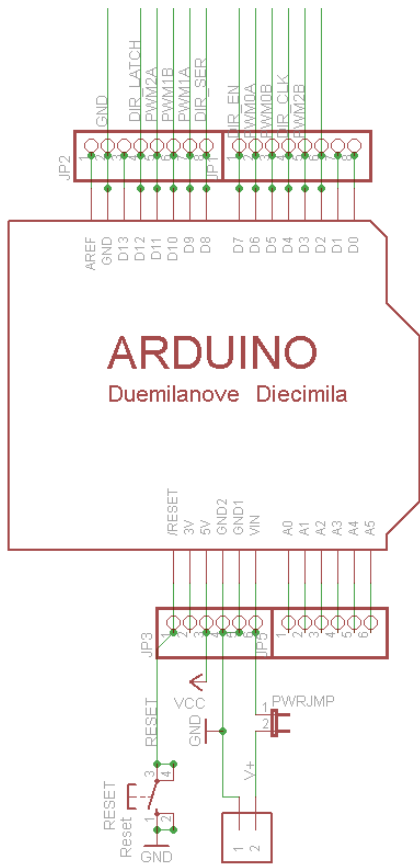 GND
DIR_LATCH
PWM2A
PWM1B
PWM1A
DIR_SER
DIR_EN
PWM0A
PWM0B
DIR_CLK
PWM2B
JP2
1 2 3 4 5 6 7 8
JP1
1 2 3 4 5 6 7 8
AREF
GND
D13
D12
D11
D10
D9
D8
D7
D6
D5
D4
D3
D2
D1
D0
ARDUINO
Duemilanove Diecimila
/RESET
3V
5V
GND2
GND1
VIN
A0
A1
A2
A3
A4
A5
JP3
1 2 3 4 5 6
JP5
1 2 3 4 5 6
VCC
GND
PWRJMP
1
2
V+
RESET
3 4
RESET
Reset
1 2
GND
1 2